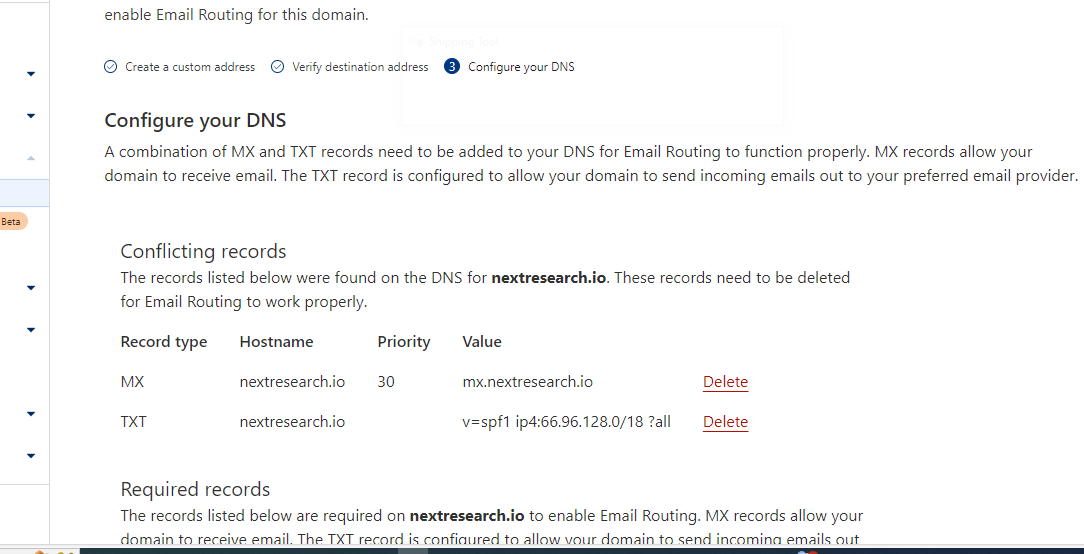 enable Email Routing for this domain.
Create a custom address Verify destination address 3 Configure your DNS
Configure your DNS
A combination of MX and TXT records need to be added to your DNS for Email Routing to function properly. MX records allow your
domain to receive email. The TXT record is configured to allow your domain to send incoming emails out to your preferred email provider.
Beta
Conflicting records
The records listed below were found on the DNS for nextresearch.io. These records need to be deleted
for Email Routing to work properly.
Record type Hostname Priority Value
MX nextresearch.io 30 mx.nextresearch.io Delete
TXT nextresearch.io v=spf1 ip4:66.96.128.0/18 ?all Delete
Required records
The records listed below are required on nextresearch.io to enable Email Routing. MX records allow your
domain to receive email. The TXT record is configured to allow your domain to send incoming emails out